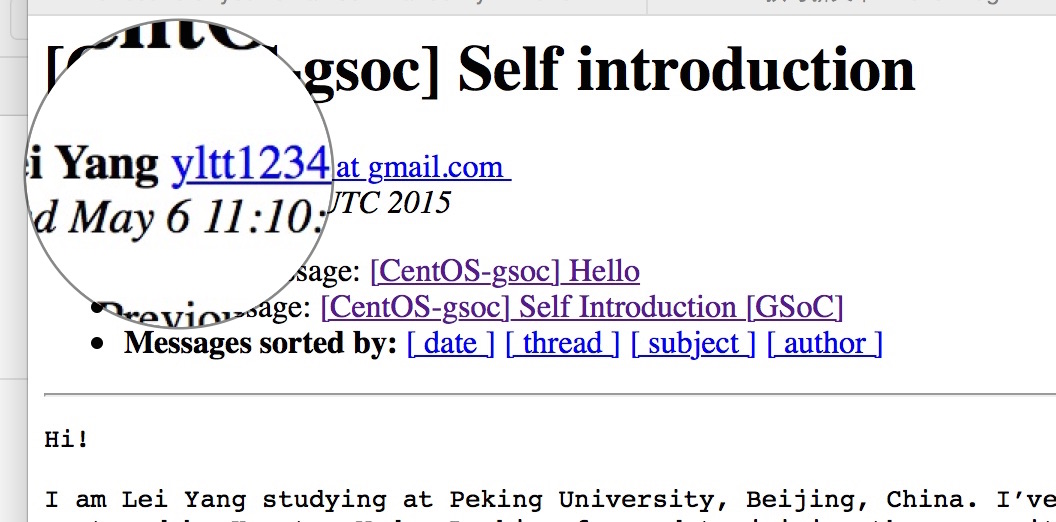 [CentOS-gsoc] Self introduction
ei Yang yltt1234 at gmail.com
d May 6 11:10: UTC 2015
sage: [CentOS-gsoc] Hello
Previous sage: [CentOS-gsoc] Self Introduction [GSoC]
Messages sorted by: [ date ] [ thread ] [ subject ] [ author ]
Hi!
I am Lei Yang studying at Peking University, Beijing, China. I've